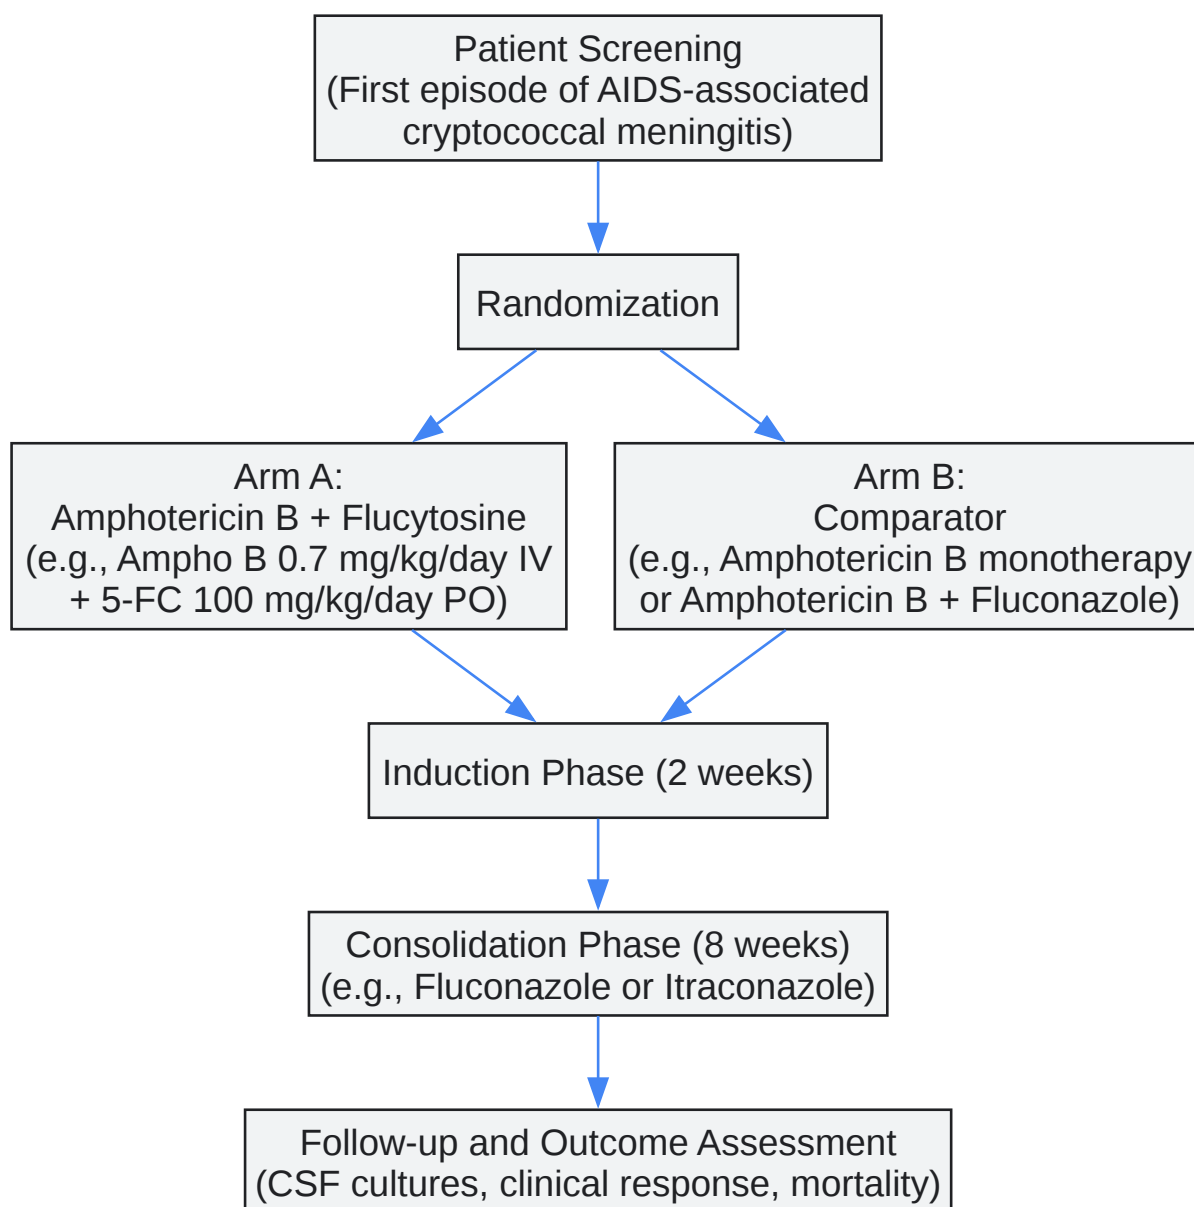 Patient Screening
(First episode of AIDS-associated
cryptococcal meningitis)
Randomization
Arm A:
Amphotericin B + Flucytosine
(e.g., Ampho B 0.7 mg/kg/day IV
+ 5-FC 100 mg/kg/day PO)
Arm B:
Comparator
(e.g., Amphotericin B monotherapy
or Amphotericin B + Fluconazole)
Induction Phase (2 weeks)
Consolidation Phase (8 weeks)
(e.g., Fluconazole or Itraconazole)
Follow-up and Outcome Assessment
(CSF cultures, clinical response, mortality)